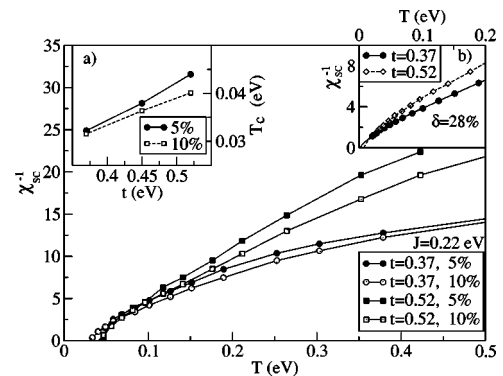 T (eV)
0 0.1 0.2
35
30
25
20
15
10
5
0
χsc⁻¹
a)
0.04
0.03
Tc (eV)
5%
10%
0.4 0.45 0.5
t (eV)
b)
t=0.37
t=0.52
8
4
0
χsc⁻¹
δ=28%
J=0.22 eV
t=0.37, 5%
t=0.37, 10%
t=0.52, 5%
t=0.52, 10%
0 0.1 0.2 0.3 0.4 0.5
T (eV)